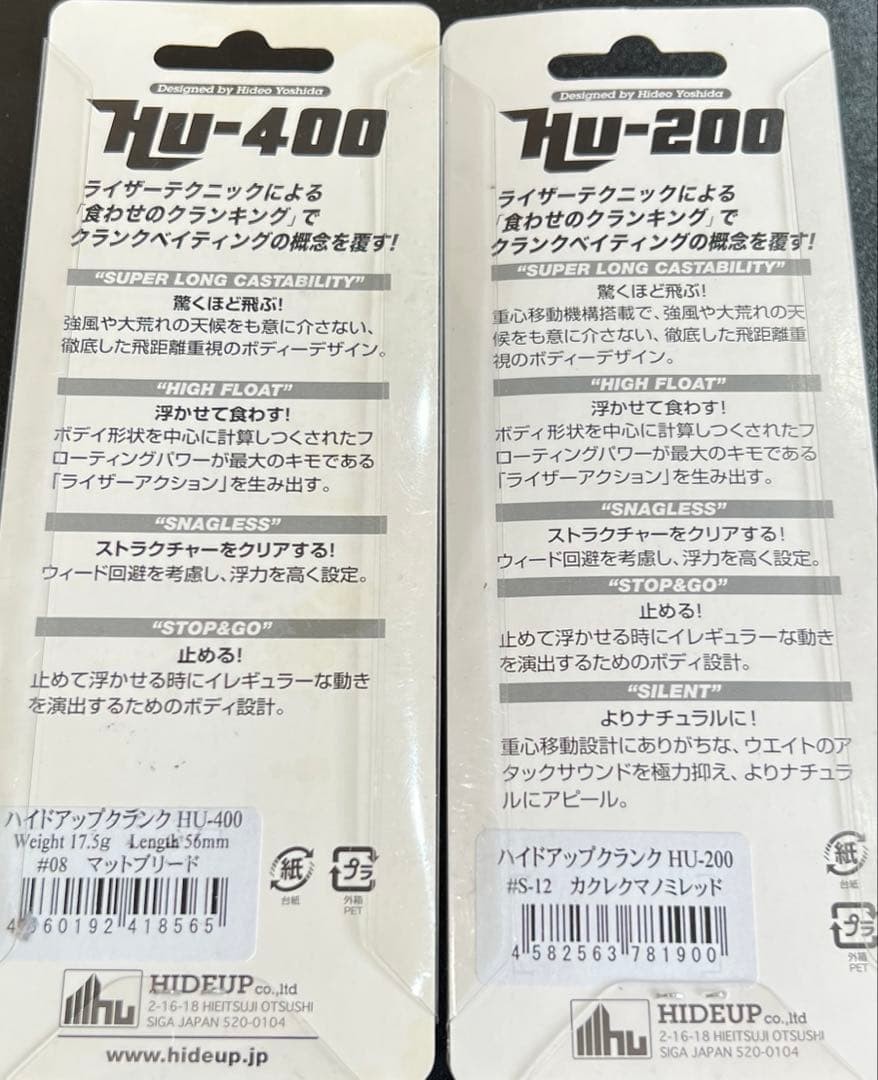 Designed by Hideo Yoshida
HU-400
ライザーテクニックによる
「食わせのクランキング」で
クランクベイティングの概念を覆す!
"SUPER LONG CASTABILITY"
驚くほど飛ぶ!
強風や大荒れの天候をも意に介さない、
徹底した飛距離重視のボディーデザイン。
"HIGH FLOAT"
浮かせて食わす!
ボデイ形状を中心に計算しつくされたフ
ローティングパワーが最大のキモである
「ライザーアクション」を生み出す。
"SNAGLESS"
ストラクチャーをクリアする!
ウィード回避を考慮し、浮力を高く設定。
"STOP&GO"
止める!
止めて浮かせる時にイレギュラーな動き
を演出するためのボディ設計。
ハイドアップクランク HU-400
Weight 17.5g Length 56mm
#08 マットブリード
60192 418565
紙
台紙
プラ
外箱
PET
hu
HIDEUP co.,ltd
2-16-18 HIEITSUJI OTSUSHI
SIGA JAPAN 520-0104
www.hideup.jp
Designed by Hideo Yoshida
HU-200
ライザーテクニックによる
「食わせのクランキング」で
クランクベイティングの概念を覆す!
"SUPER LONG CASTABILITY"
驚くほど飛ぶ!
重心移動機構搭載で、強風や大荒れの天
候をも意に介さない、徹底した飛距離重
視のボディーデザイン。
"HIGH FLOAT"
浮かせて食わす!
ボディ形状を中心に計算しつくされたフ
ローティングパワーが最大のキモである
「ライザーアクション」を生み出す。
"SNAGLESS"
ストラクチャーをクリアする!
ウィード回避を考慮し、浮力を高く設定。
"STOP&GO"
止める!
止めて浮かせる時にイレギュラーな動き
を演出するためのボディ設計。
"SILENT"
よりナチュラルに!
重心移動設計にありがちな、ウエイトのア
タックサウンドを極力抑え、よりナチュラ
ルにアピール。
ハイドアップクランク HU-200
#S-12 カクレクマノミレッド
4 582563 781900
紙
台紙
プラ
外箱
PET
hu
HIDEUP co.,ltd
2-16-18 HIEITSUJI OTSUSHI
SIGA JAPAN 520-0104